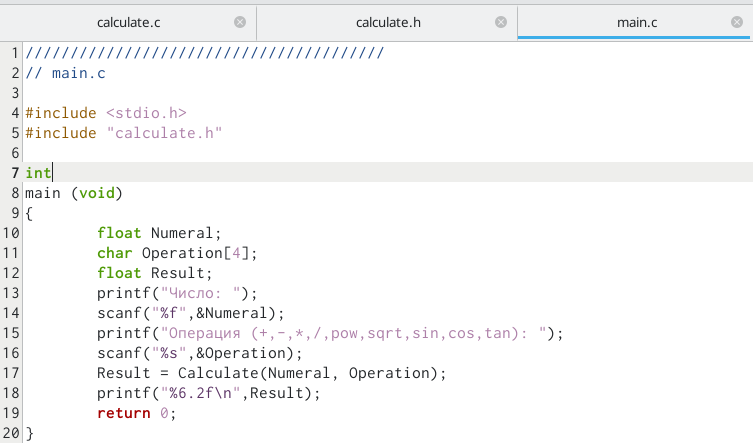 calculate.c calculate.h main.c
1 ////////////////////////////////////////
2 // main.c
3
4 #include <stdio.h>
5 #include "calculate.h"
6
7 int
8 main (void)
9 {
10 float Numeral;
11 char Operation[4];
12 float Result;
13 printf("Число: ");
14 scanf("%f",&Numeral);
15 printf("Операция (+,-,*,/,pow,sqrt,sin,cos,tan): ");
16 scanf("%s",&Operation);
17 Result = Calculate(Numeral, Operation);
18 printf("%6.2f\n",Result);
19 return 0;
20 }